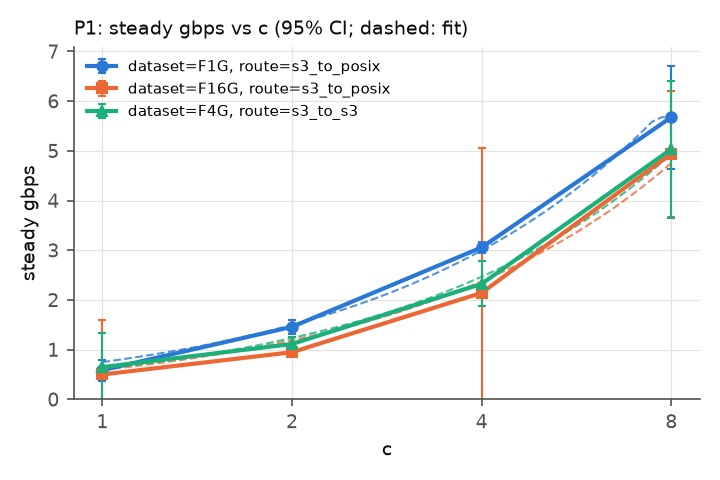 P1: steady gbps vs c (95% CI; dashed: fit)
7
dataset=F1G, route=s3_to_posix
dataset=F16G, route=s3_to_posix
dataset=F4G, route=s3_to_s3
6
5
4
3
2
1
0
steady gbps
1 2 4 8
c